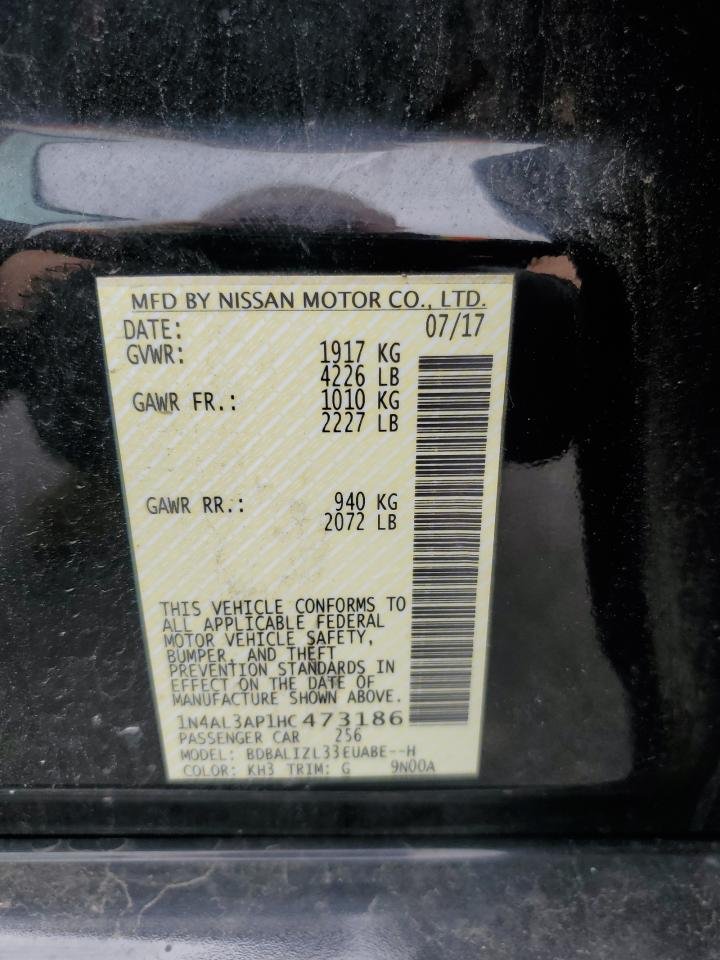 MFD BY NISSAN MOTOR CO., LTD.
DATE: 07/17
GVWR: 1917 KG
4226 LB
GAWR FR.: 1010 KG
2227 LB
GAWR RR.: 940 KG
2072 LB
THIS VEHICLE CONFORMS TO
ALL APPLICABLE FEDERAL
MOTOR VEHICLE SAFETY,
BUMPER, AND THEFT
PREVENTION STANDARDS IN
EFFECT ON THE DATE OF
MANUFACTURE SHOWN ABOVE.
1N4AL3AP1HC473186
PASSENGER CAR 256
MODEL: BDBALIZL33EUABE--H
COLOR: KH3 TRIM: G 9N00A